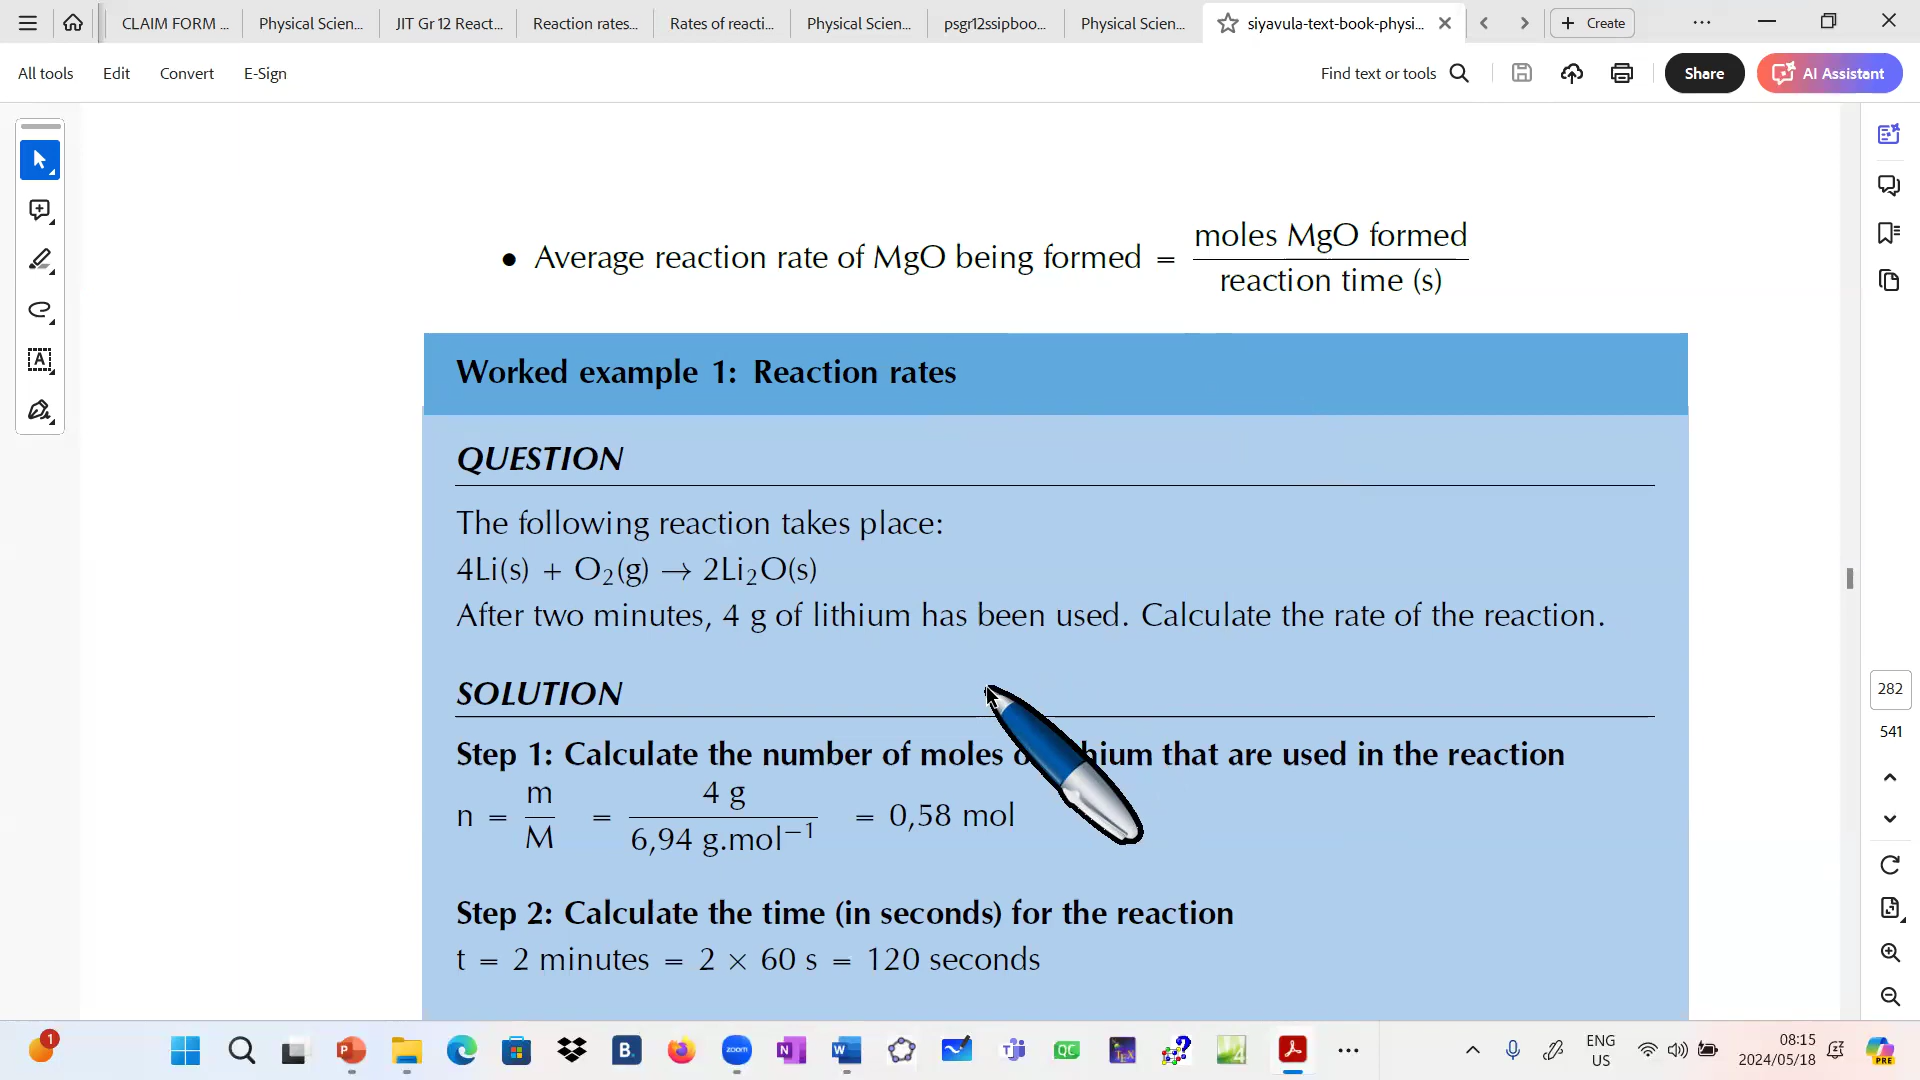 CLAIM FORM ...
Physical Scien...
JIT Gr 12 React...
Reaction rates...
Rates of reacti...
Physical Scien...
psgr12ssipboo...
Physical Scien...
siyavula-text-book-physi...
Create
All tools
Edit
Convert
E-Sign
Find text or tools
Share
AI Assistant
• Average reaction rate of MgO being formed = moles MgO formed / reaction time (s)
Worked example 1: Reaction rates
QUESTION
The following reaction takes place:
4Li(s) + O₂(g) → 2Li₂O(s)
After two minutes, 4 g of lithium has been used. Calculate the rate of the reaction.
SOLUTION
Step 1: Calculate the number of moles o hium that are used in the reaction
n = m / M = 4 g / 6,94 g.mol⁻¹ = 0,58 mol
Step 2: Calculate the time (in seconds) for the reaction
t = 2 minutes = 2 × 60 s = 120 seconds
282
541
1
zoom
ENG
US
08:15
2024/05/18
PRE